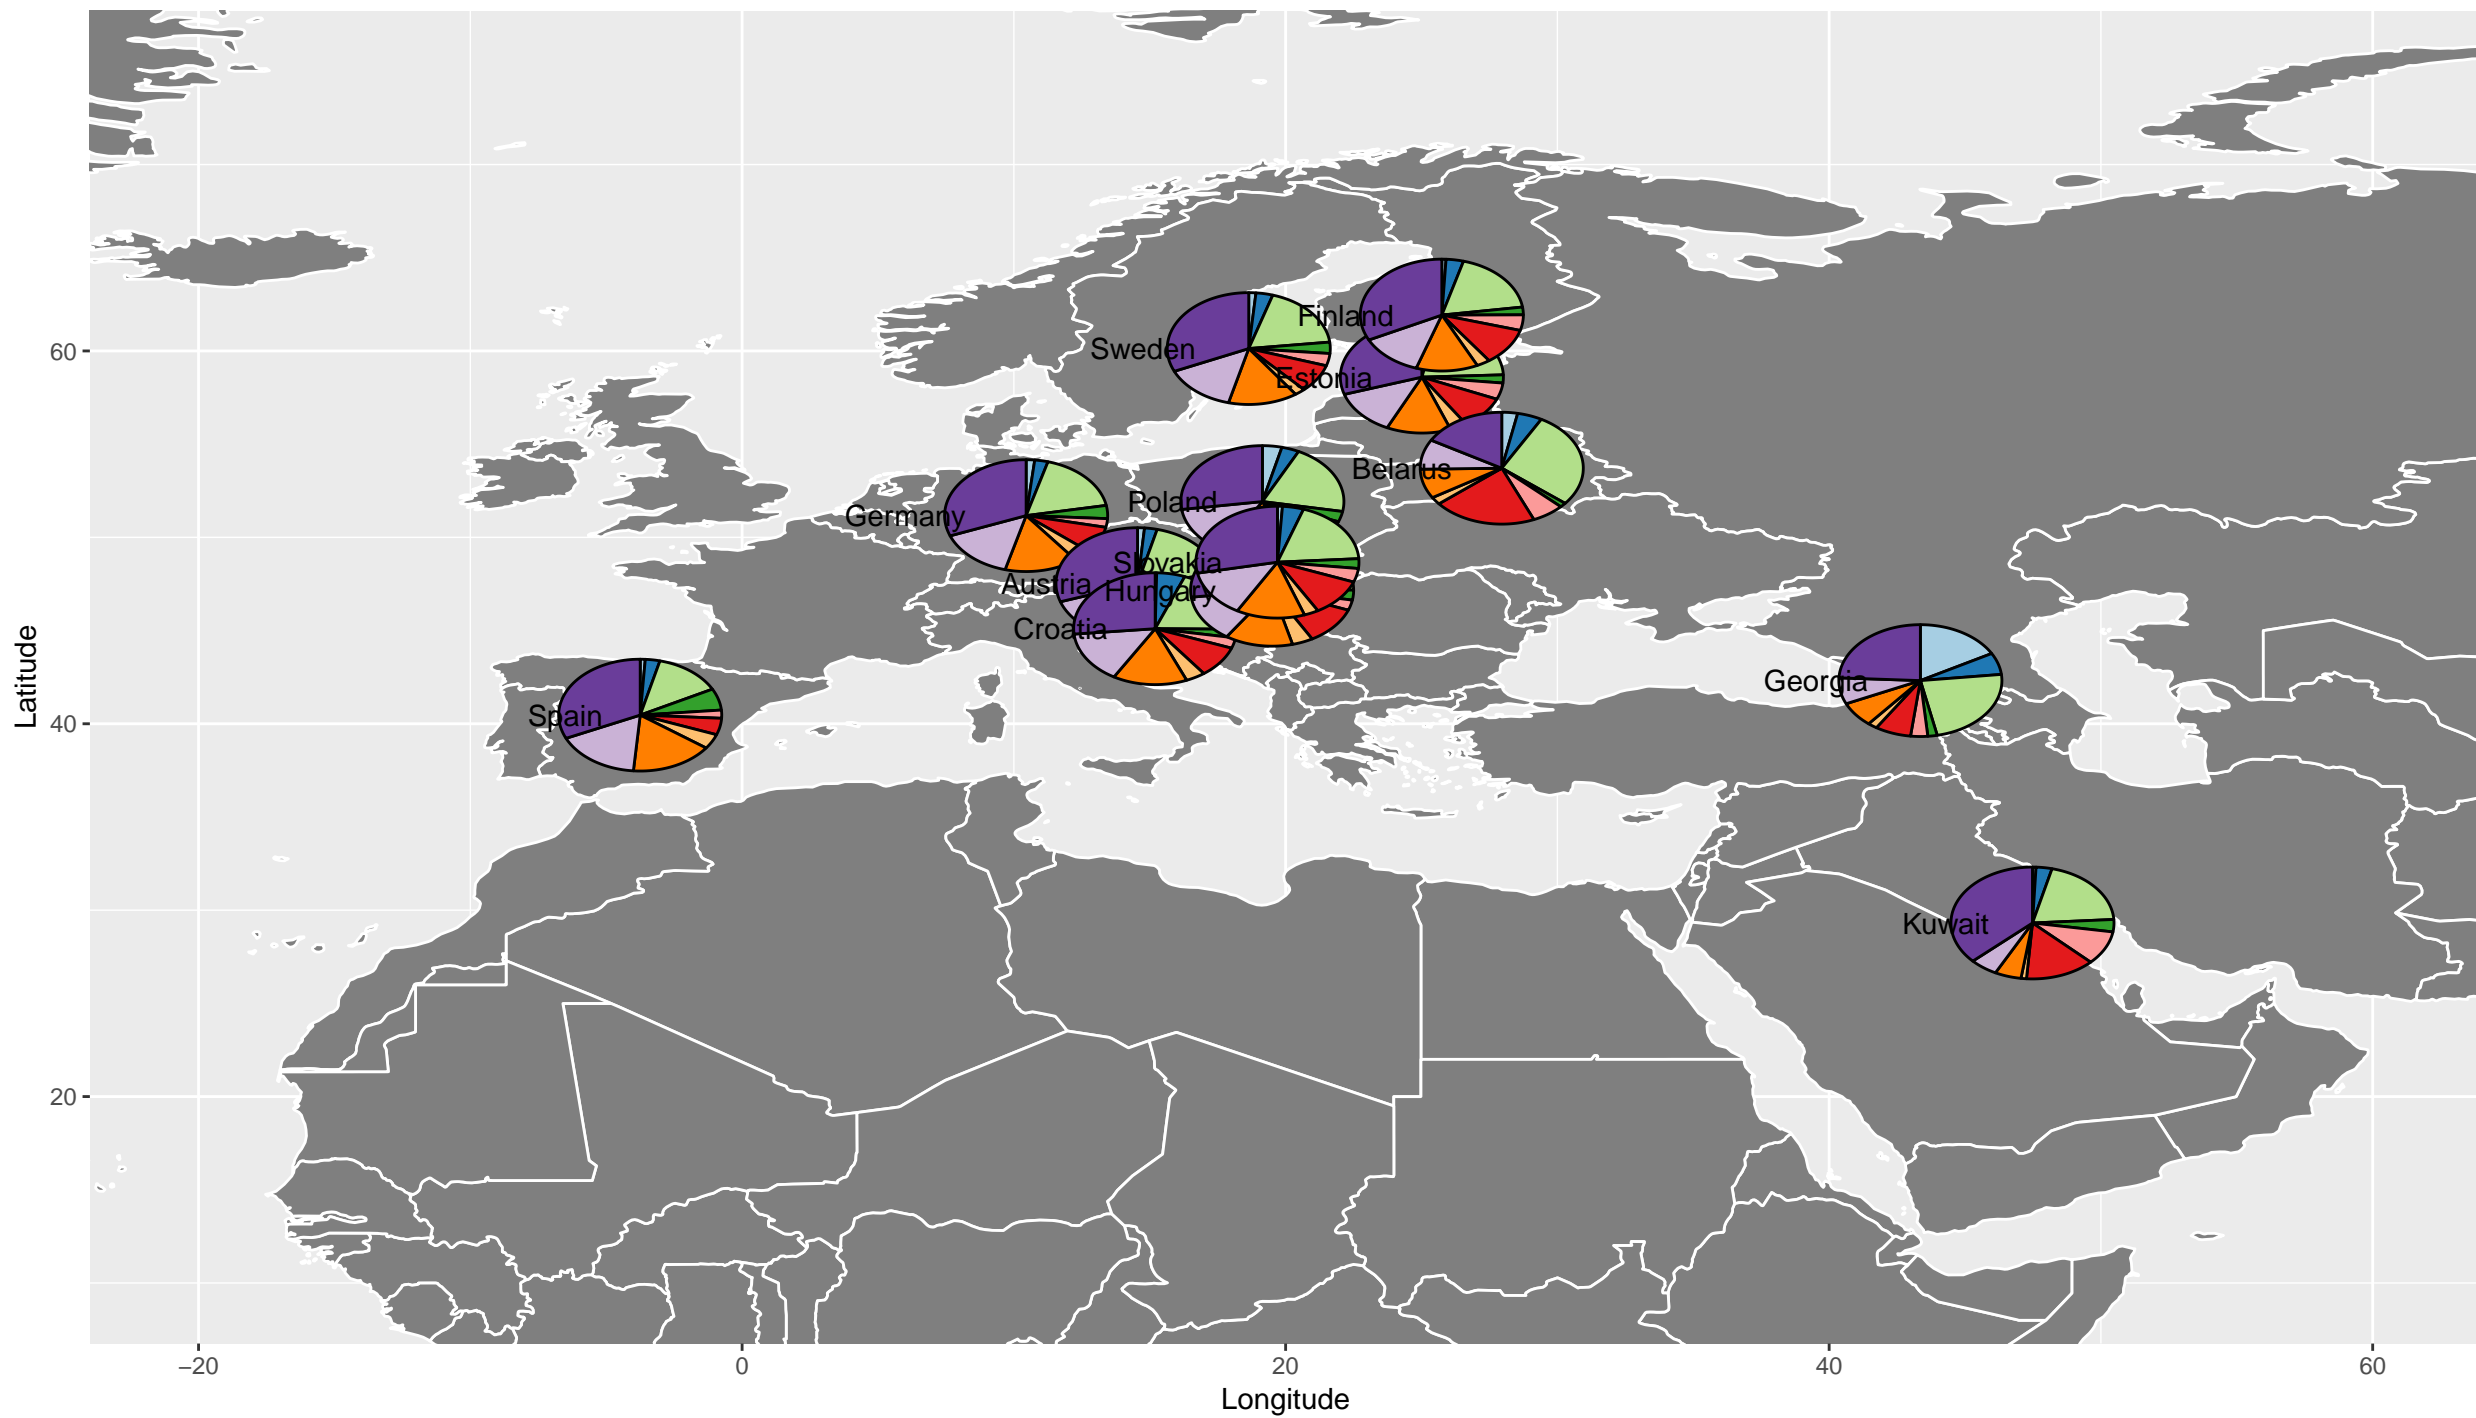 Finland
Sweden
60
Estonia
Belarus
Poland
Germany
Slovakia
Austria
Hungary
Croatia
Latitude
Georgia
Spain
40
Kuwait
20
−20
0
20
40
60
Longitude